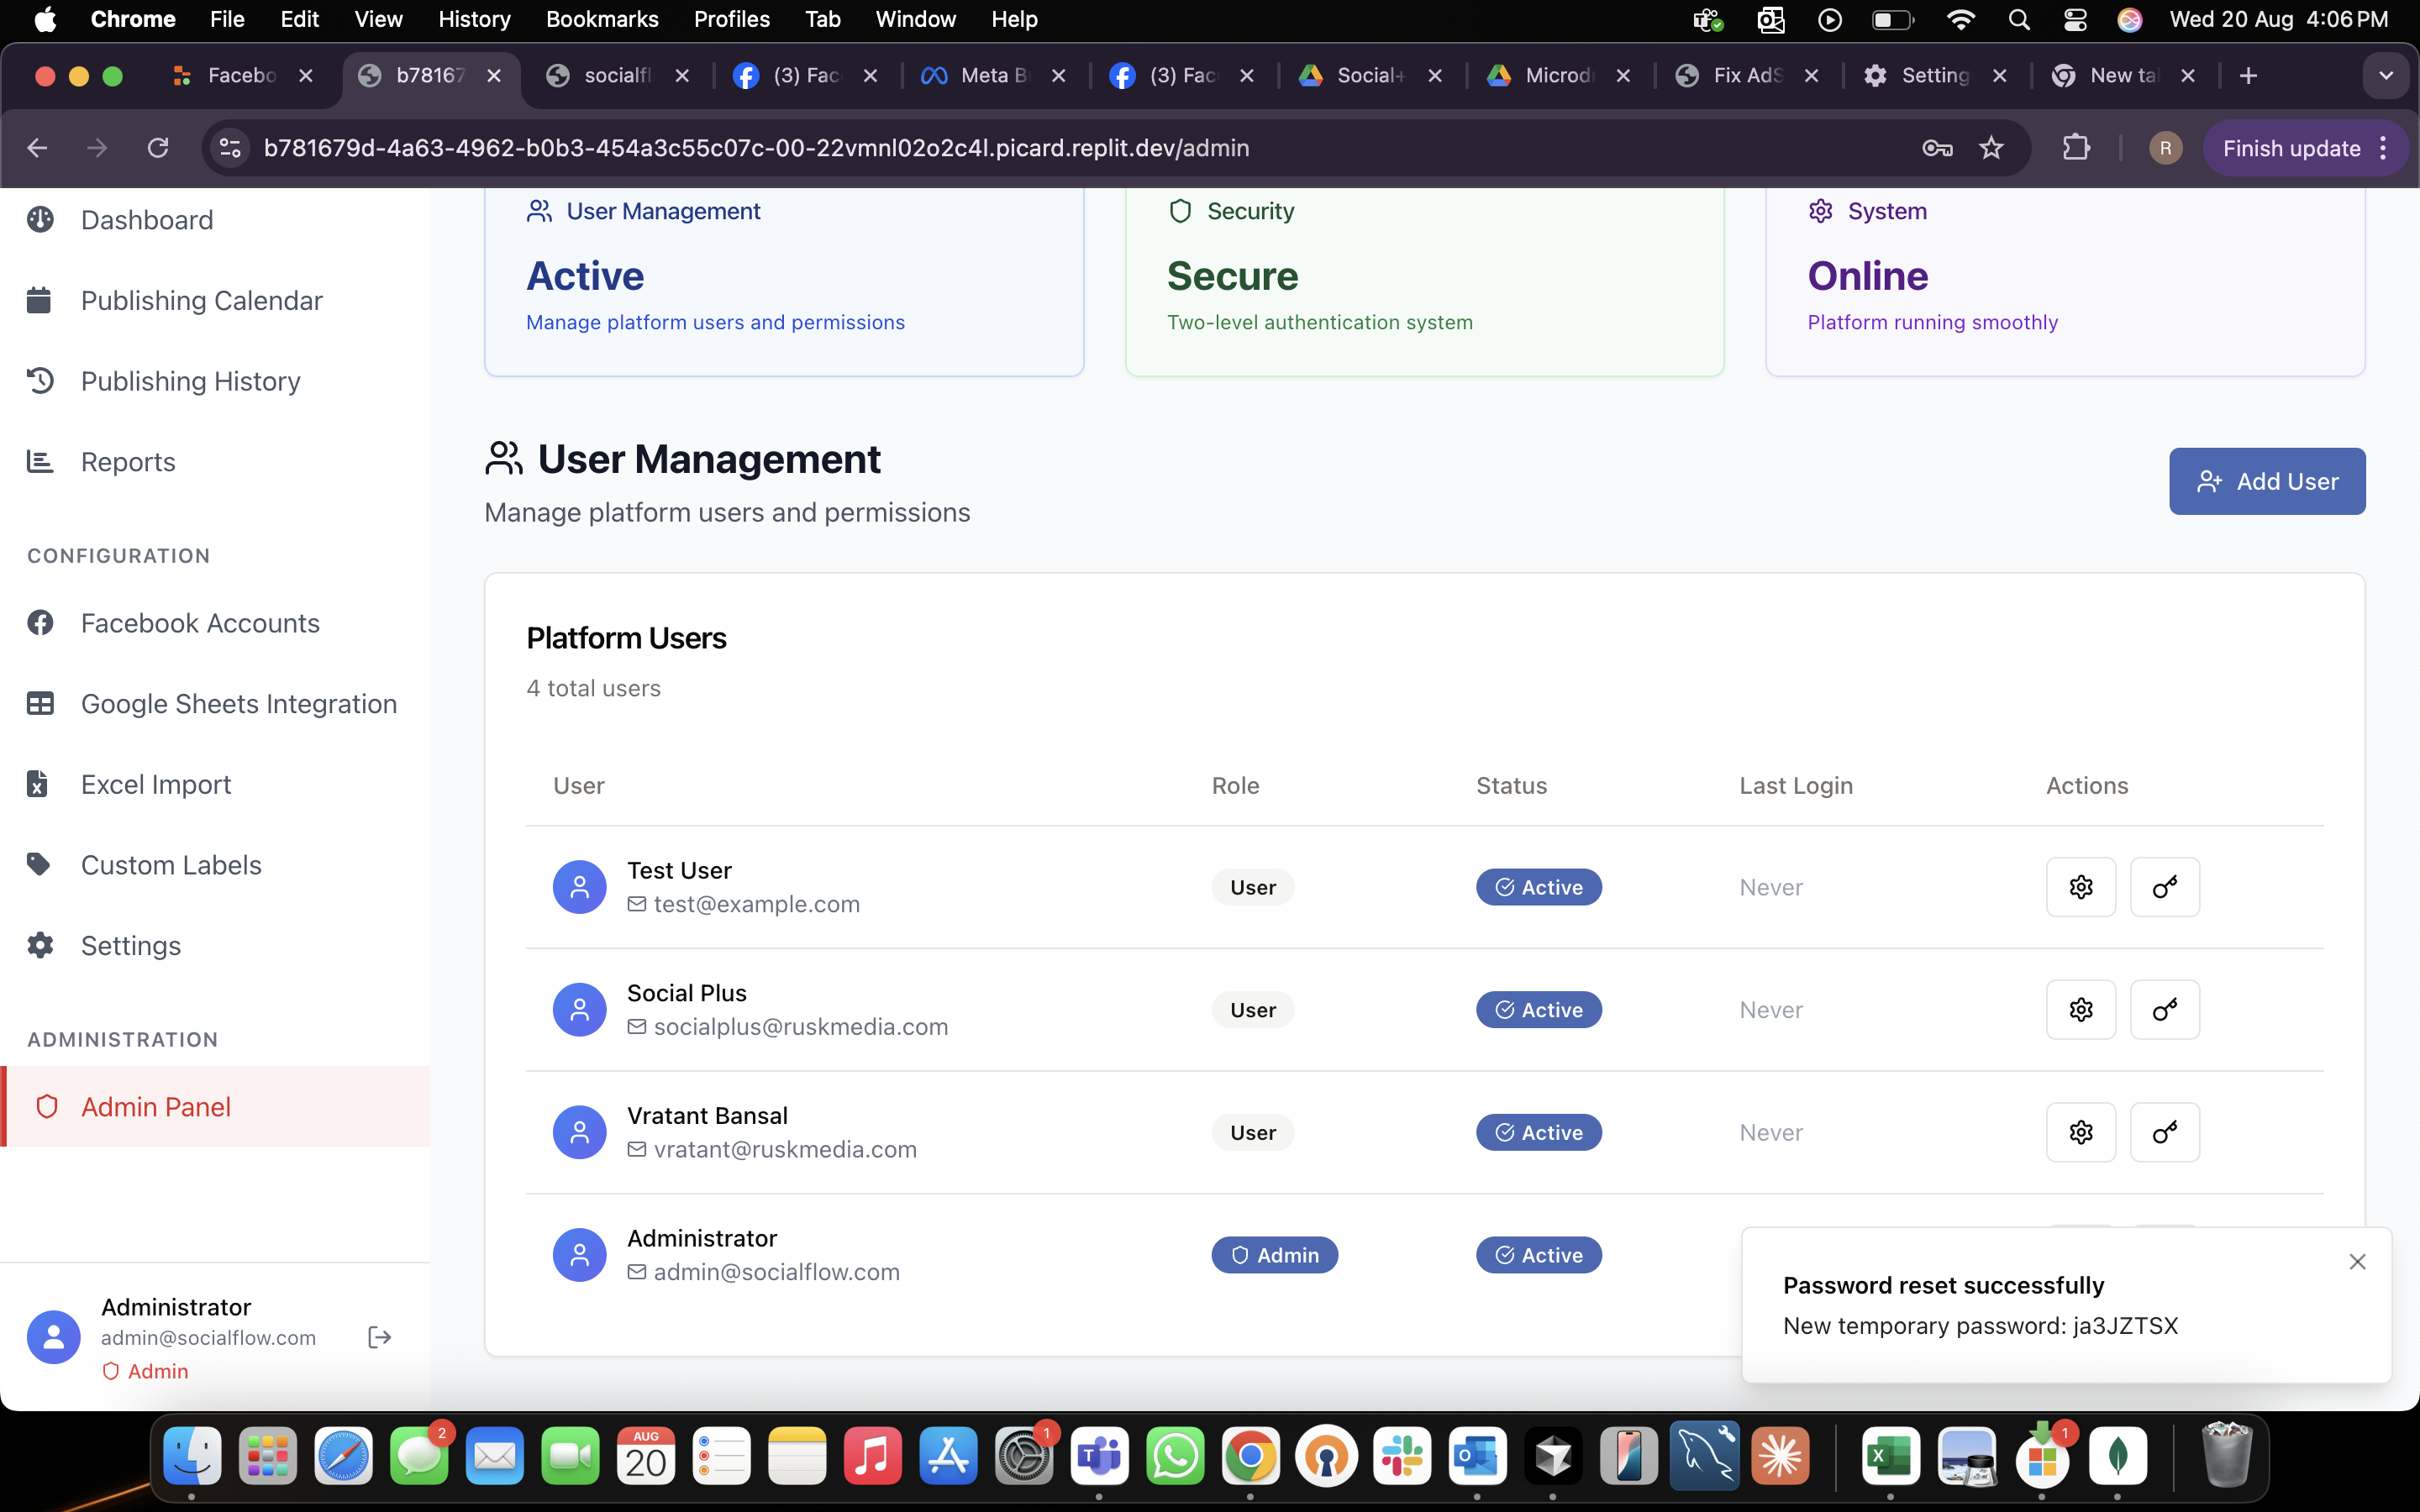 Chrome File Edit View History Bookmarks Profiles Tab Window Help Wed 20 Aug 4:06 PM
Facebo b78167 socialfl (3) Fac Meta B (3) Fac Social+ Microd Fix AdS Setting New ta
b781679d-4a63-4962-b0b3-454a3c55c07c-00-22vmnl02o2c4l.picard.replit.dev/admin R Finish update
Dashboard
Publishing Calendar
Publishing History
Reports
CONFIGURATION
Facebook Accounts
Google Sheets Integration
Excel Import
Custom Labels
Settings
ADMINISTRATION
Admin Panel
Administrator
admin@socialflow.com
Admin
User Management
Active
Manage platform users and permissions
Security
Secure
Two-level authentication system
System
Online
Platform running smoothly
User Management
Manage platform users and permissions
Add User
Platform Users
4 total users
User Role Status Last Login Actions
Test User
test@example.com
User Active Never
Social Plus
socialplus@ruskmedia.com
User Active Never
Vratant Bansal
vratant@ruskmedia.com
User Active Never
Administrator
admin@socialflow.com
Admin Active
Password reset successfully
New temporary password: ja3JZTSX
2
AUG
20
1
1